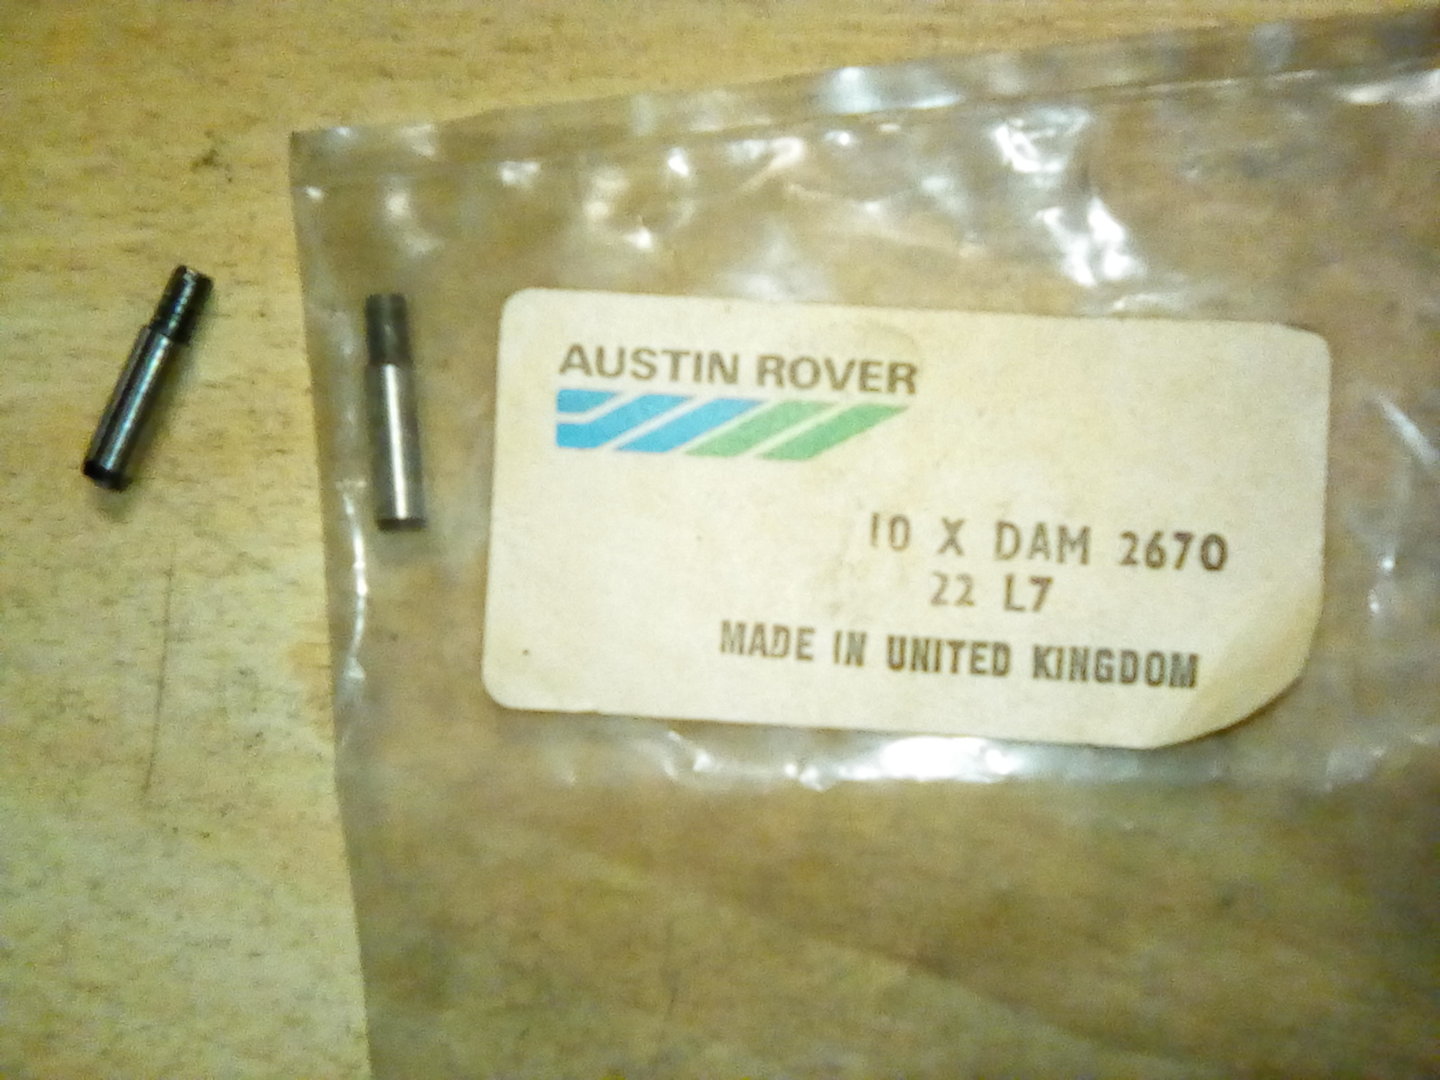 AUSTIN ROVER
10 X DAM 2670
22 L7
MADE IN UNITED KINGDOM